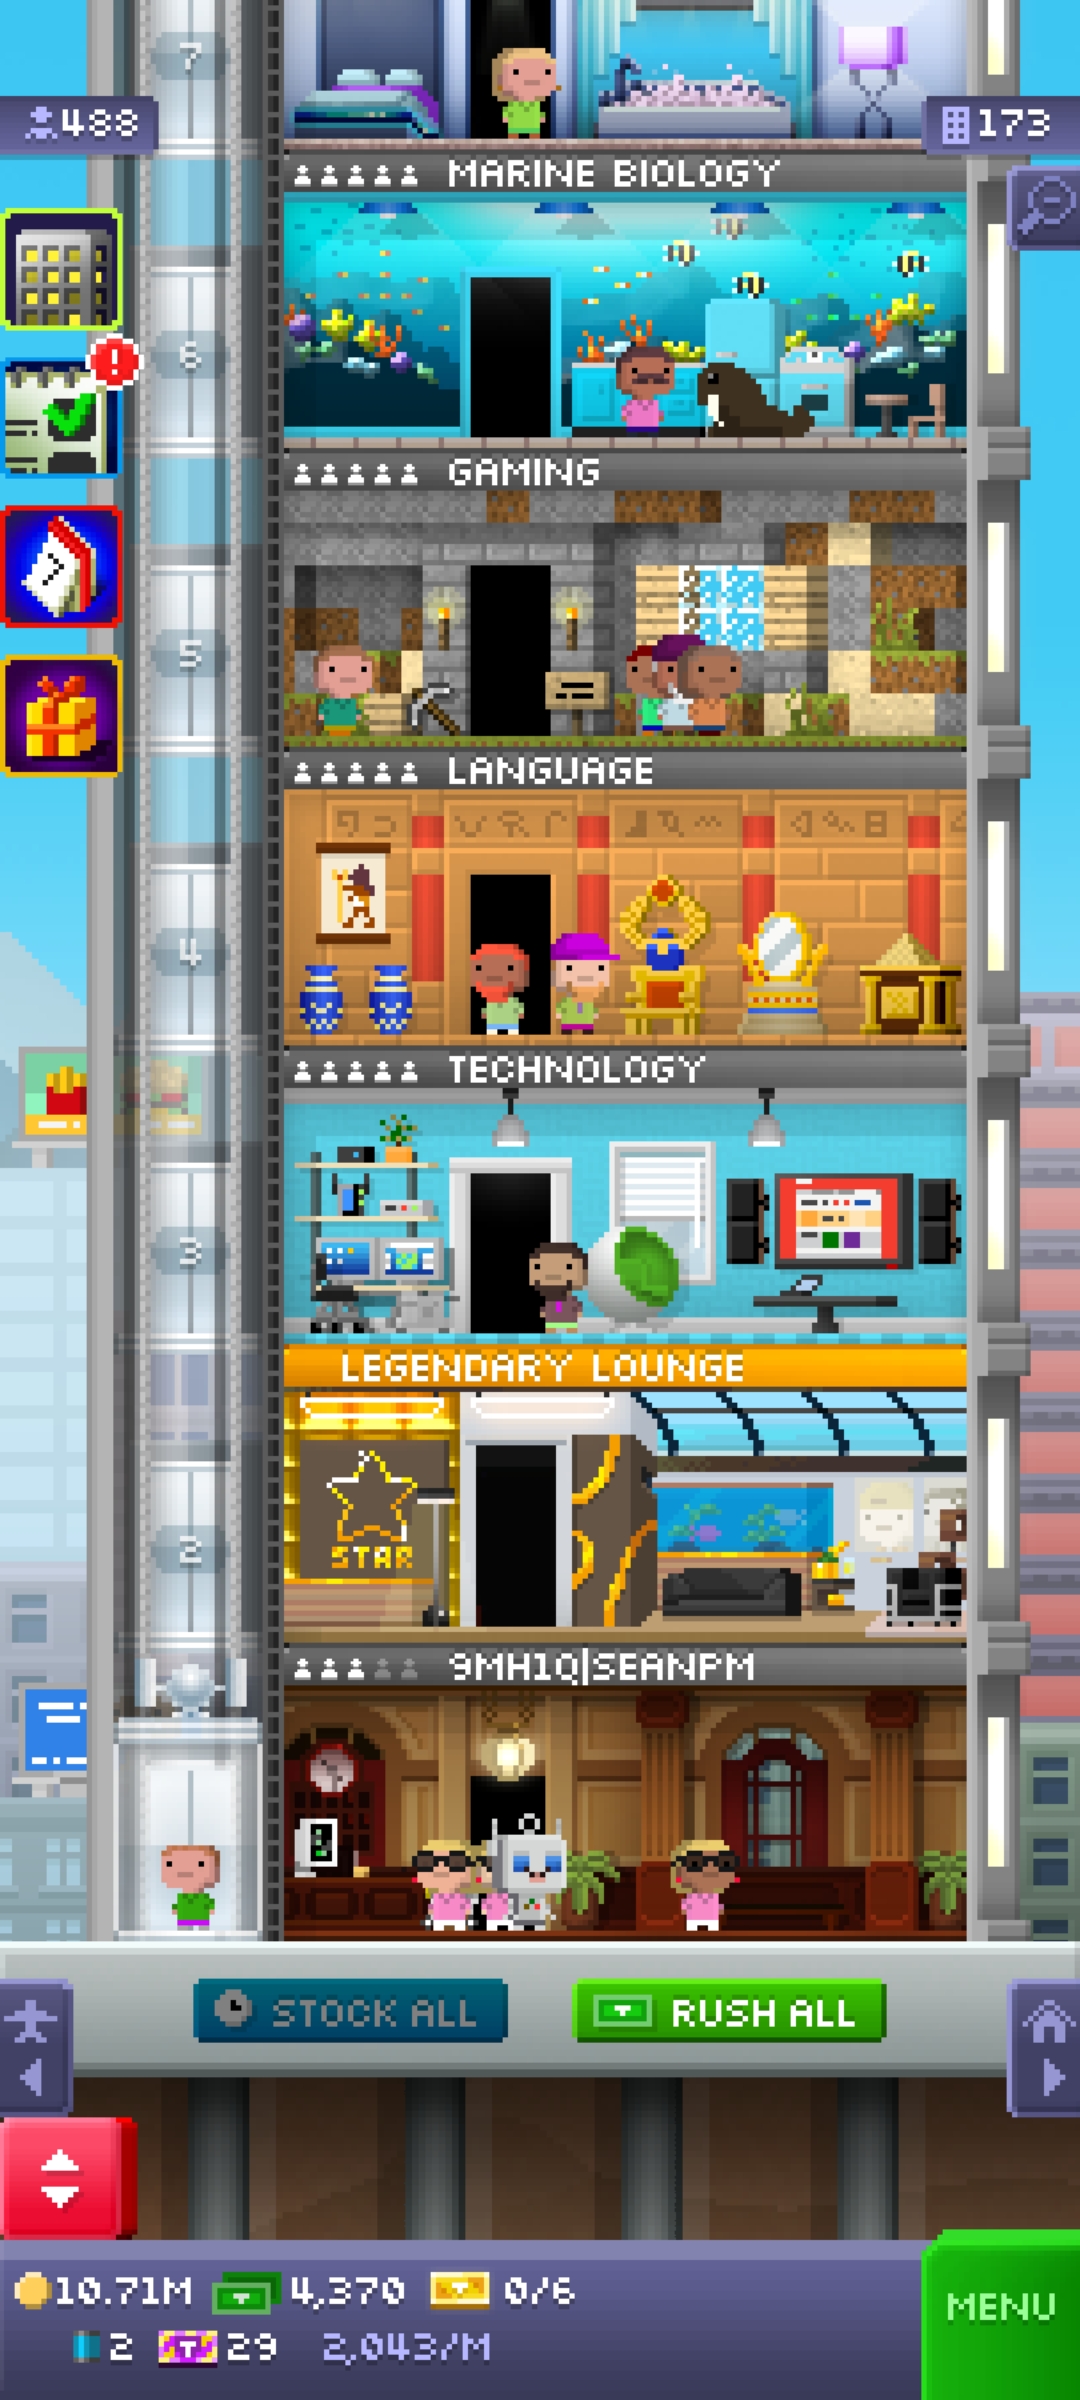 7
488
173
MARINE BIOLOGY
6
GAMING
5
LANGUAGE
4
TECHNOLOGY
3
LEGENDARY LOUNGE
2
STAR
9MH1Q|SEANPM
STOCK ALL
RUSH ALL
10.71M 4,370 0/6
2 29 2,043/M
MENU